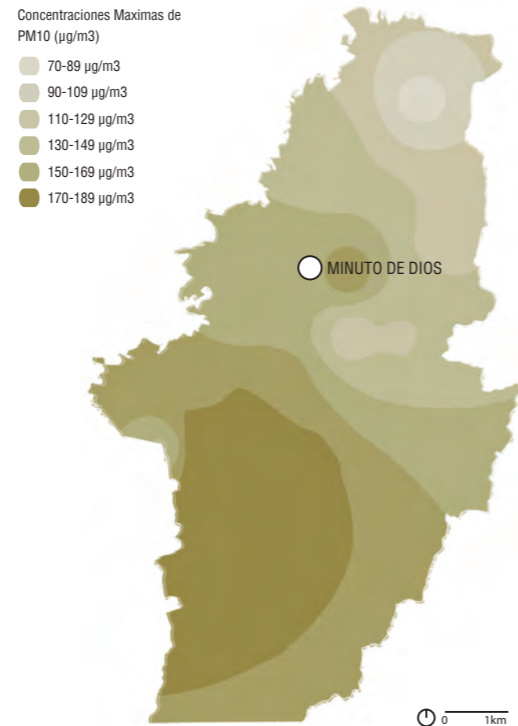 Concentraciones Maximas de
PM10 (µg/m3)
70-89 µg/m3
90-109 µg/m3
110-129 µg/m3
130-149 µg/m3
150-169 µg/m3
170-189 µg/m3
MINUTO DE DIOS
0 1km